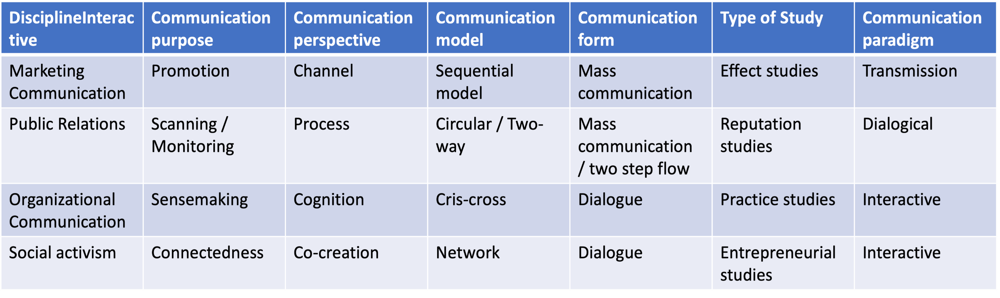 DisciplineInterac
tive
Communication
purpose
Communication
perspective
Communication
model
Communication
form
Type of Study
Communication
paradigm
Marketing
Communication
Promotion
Channel
Sequential
model
Mass
communication
Effect studies
Transmission
Public Relations
Scanning /
Monitoring
Process
Circular / Two-
way
Mass
communication
/ two step flow
Reputation
studies
Dialogical
Organizational
Communication
Sensemaking
Cognition
Cris-cross
Dialogue
Practice studies
Interactive
Social activism
Connectedness
Co-creation
Network
Dialogue
Entrepreneurial
studies
Interactive